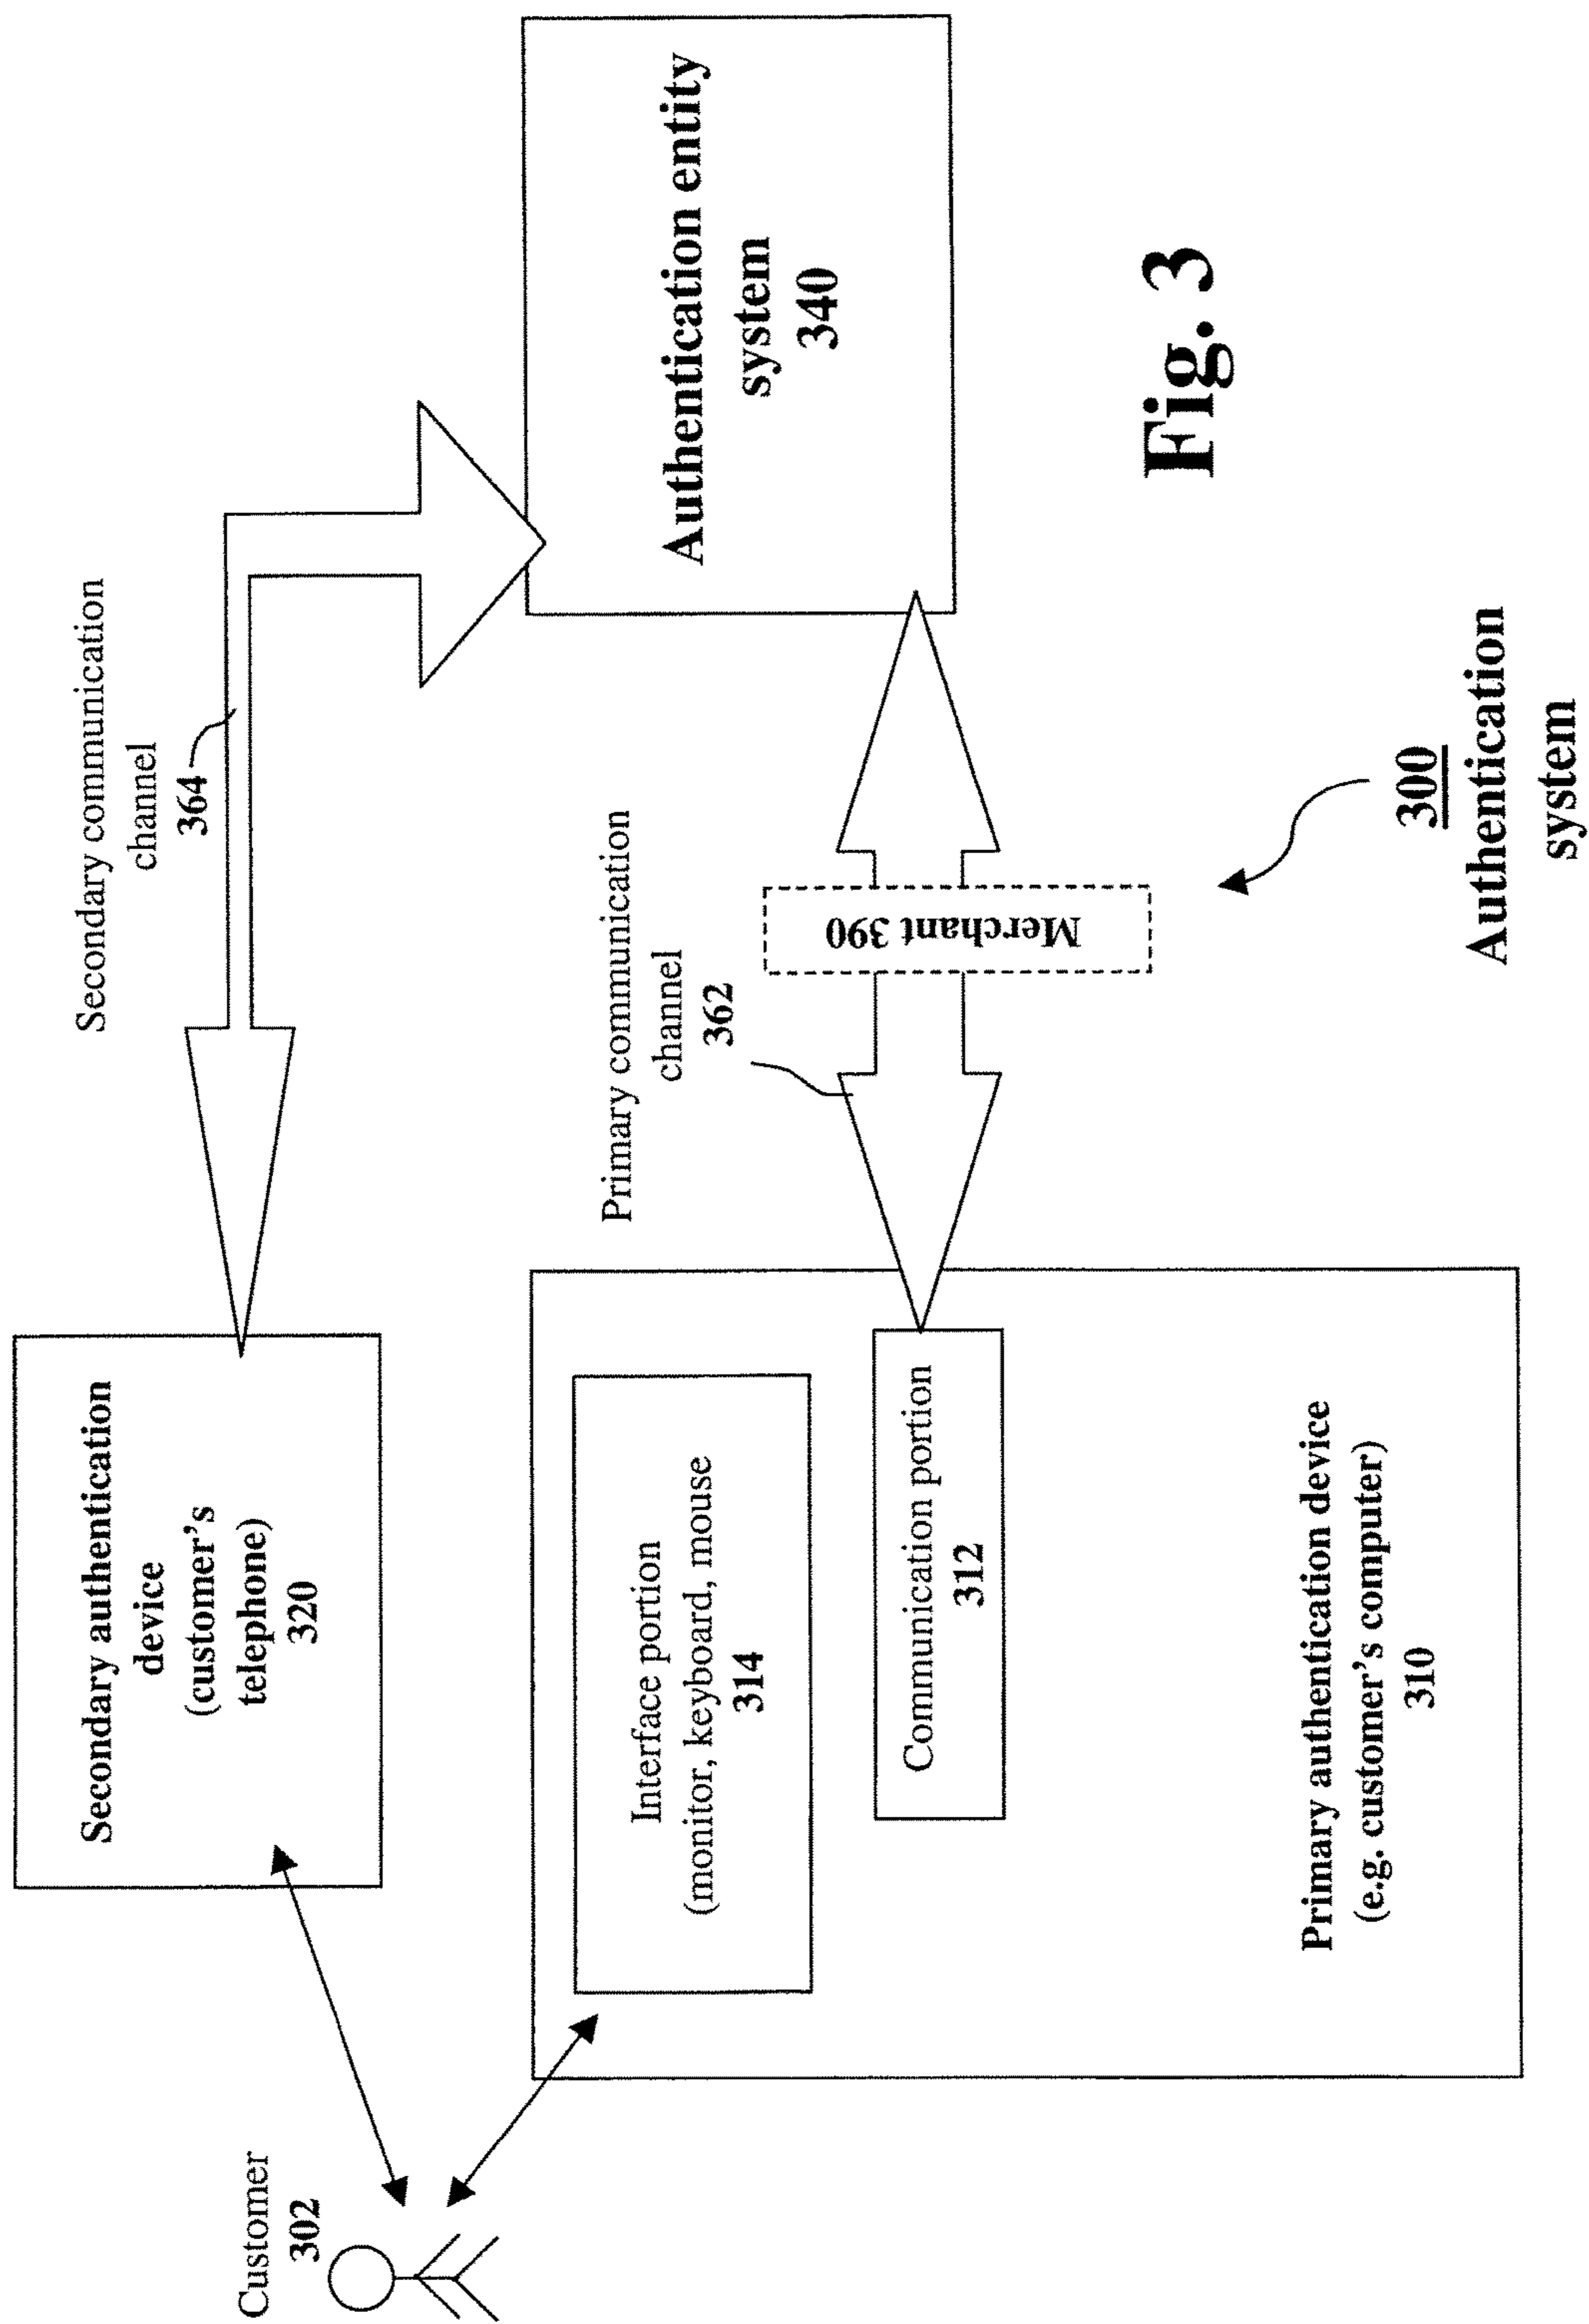 Customer
302
Secondary authentication
device
(customer's
telephone)
320
Secondary communication
channel
364
Interface portion
(monitor, keyboard, mouse
314
Communication portion
312
Primary authentication device
(e.g. customer's computer)
310
Primary communication
channel
362
Merchant 390
Authentication entity
system
340
300
Authentication
system
Fig. 3